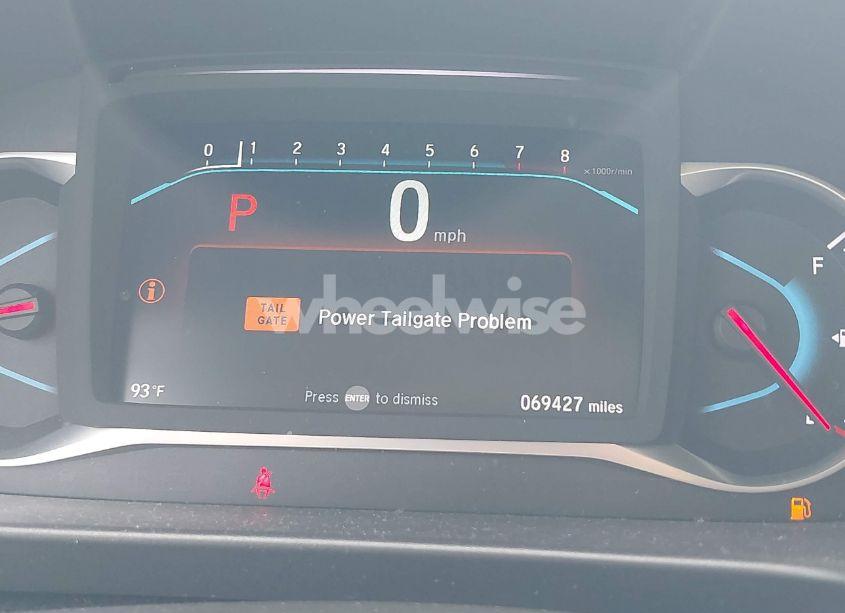 0 1 2 3 4 5 6 7 8
×1000r/min
P 0 mph
F
wheelwise
TAIL
GATE
Power Tailgate Problem
93°F
Press ENTER to dismiss
069427 miles